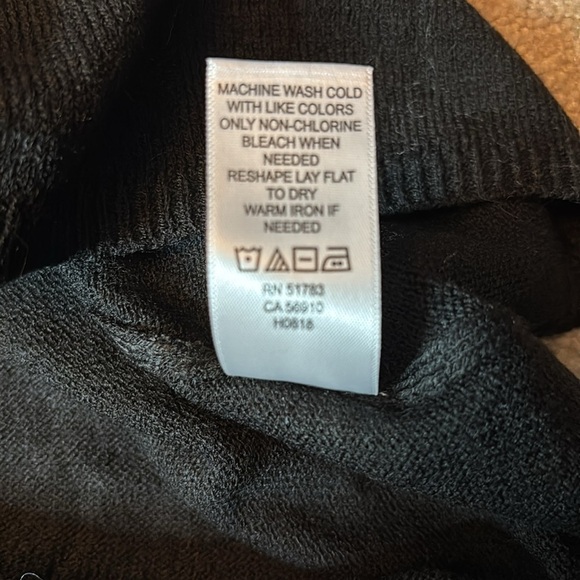 MACHINE WASH COLD
WITH LIKE COLORS
ONLY NON-CHLORINE
BLEACH WHEN
NEEDED
RESHAPE LAY FLAT
TO DRY
WARM IRON IF
NEEDED
RN 51783
CA 56910
H0818